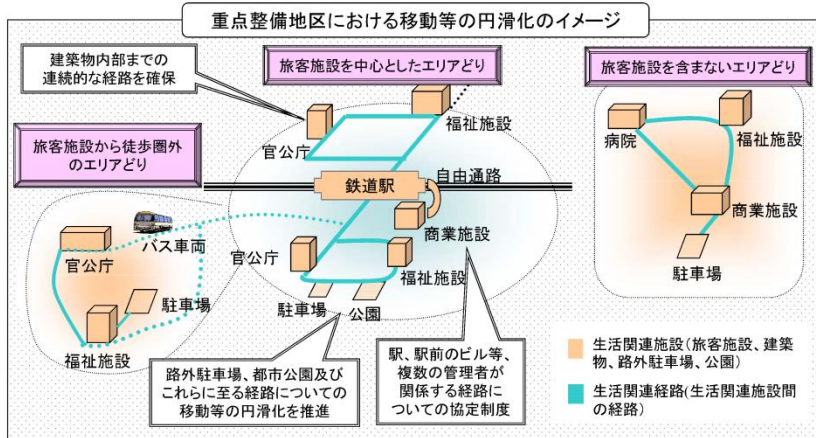 重点整備地区における移動等の円滑化のイメージ
建築物内部までの
連続的な経路を確保
旅客施設を中心としたエリアどり
旅客施設を含まないエリアどり
旅客施設から徒歩圏外
のエリアどり
官公庁
福祉施設
鉄道駅
自由通路
商業施設
官公庁
福祉施設
駐車場
公園
バス車両
官公庁
駐車場
福祉施設
病院
福祉施設
商業施設
駐車場
路外駐車場、都市公園及び
これらに至る経路についての
移動等の円滑化を推進
駅、駅前のビル等、
複数の管理者が
関係する経路に
ついての協定制度
生活関連施設(旅客施設、建築
物、路外駐車場、公園)
生活関連経路(生活関連施設間
の経路)